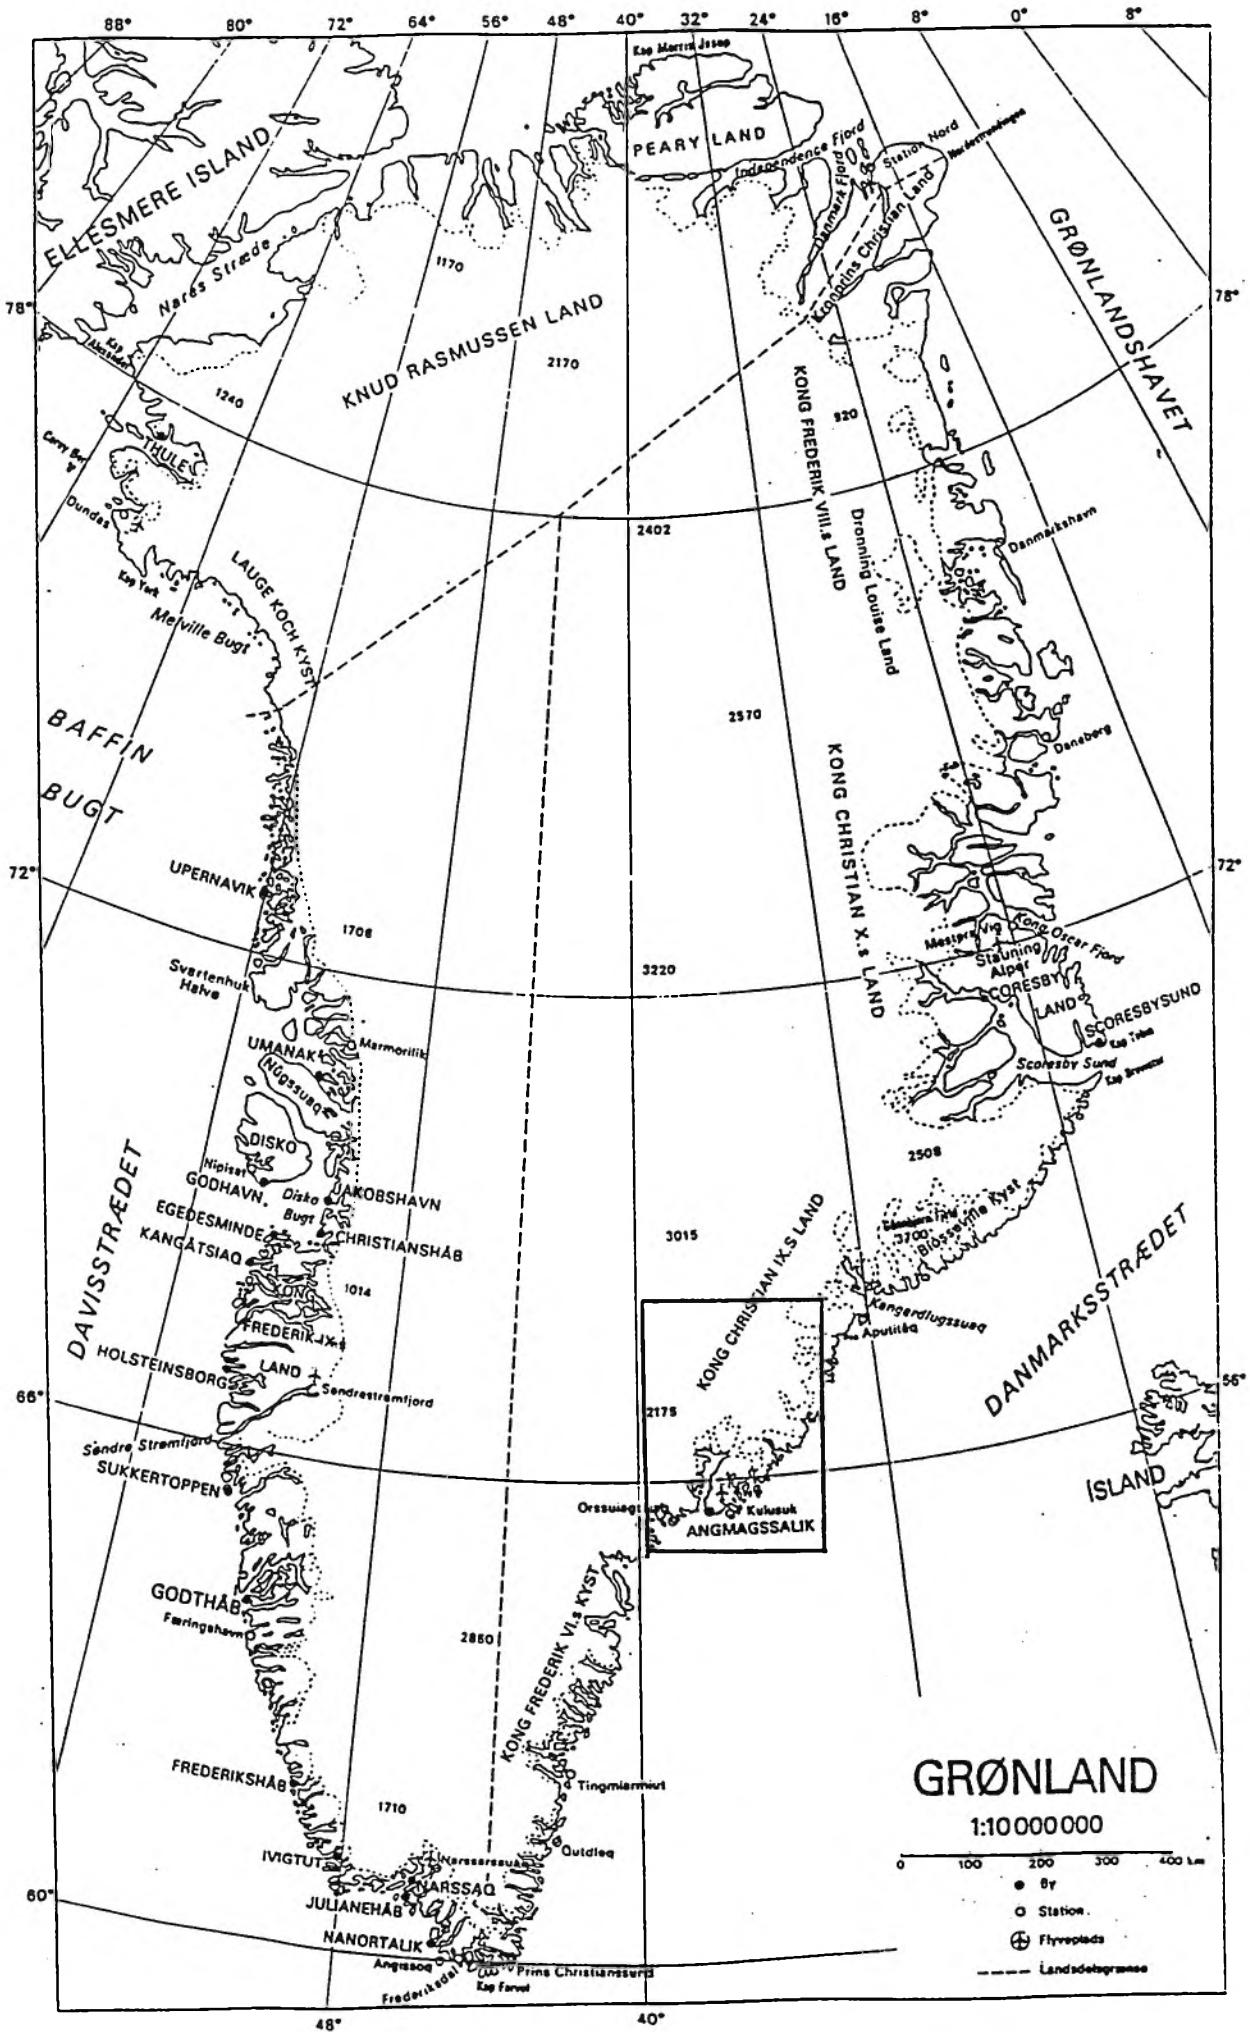 88° 80° 72° 64° 56° 48° 40° 32° 24° 16° 8° 0° 8°
Kap Morris Jesup
PEARY LAND
Independence Fjord
Station Nord
Danmark Fjord
Kronprins Christian Land
ELLESMERE ISLAND
Nares Stræde
1170
GRØNLANDSHAVET
78°
78°
KNUD RASMUSSEN LAND
2170
1240
KONG FREDERIK VIII.s LAND
920
THULE
Dundas
Kap York
2402
Dronning Louise Land
Danmarkshavn
LAUGE KOCH KYST
Melville Bugt
BAFFIN
BUGT
2570
Daneborg
KONG CHRISTIAN X.s LAND
72°
72°
UPERNAVIK
1706
3220
Mesters Vig
Kong Oscar Fjord
Stauning
Alper
SCORESBY
LAND
SCORESBYSUND
Kap Tobin
Svartenhuk
Halvø
UMANAK
Marmorilik
Nûgssuaq
Scoresby Sund
Kap Brewster
DISKO
Nipisat
GODHAVN
Disko
Bugt
JAKOBSHAVN
2508
EGEDESMINDE
CHRISTIANSHÅB
KANGÂTSIAQ
3015
3700
Blosseville Kyst
DAVISSTRÆDET
KONG
1014
FREDERIK IX.s
LAND
KONG CHRISTIAN IX.S LAND
Kangerdlugssuaq
Aputitêq
DANMARKSSTRÆDET
HOLSTEINSBORG
Søndrestrømfjord
66°
2175
Søndre Strømfjord
SUKKERTOPPEN
Kulusuk
ANGMAGSSALIK
ÍSLAND
GODTHÅB
Færingehavn
2850
KONG FREDERIK VI.s KYST
Tingmiarmiut
FREDERIKSHÅB
1710
Qutdleq
IVIGTUT
Narssarssuaq
NARSSAQ
JULIANEHÅB
60°
NANORTALIK
Angissoq
Frederiksdal
Prins Christianssund
Kap Farvel
48°
40°
GRØNLAND
1:10 000 000
0 100 200 300 400 km
By
Station
Flyveplads
Landsdelsgrænse